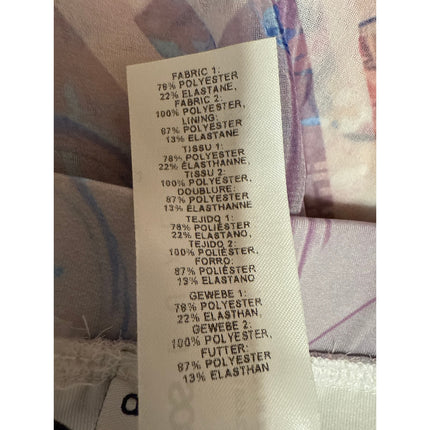 FABRIC 1:
78% POLYESTER
22% ELASTANE,
FABRIC 2:
100% POLYESTER,
LINING:
87% POLYESTER
13% ELASTANE
TISSU 1:
78% POLYESTER
22% ÉLASTHANNE,
TISSU 2:
100% POLYESTER,
DOUBLURE:
87% POLYESTER
13% ÉLASTHANNE
TEJIDO 1:
78% POLIÉSTER
22% ELASTANO,
TEJIDO 2:
100% POLIÉSTER,
FORRO:
87% POLIÉSTER
13% ELASTANO
GEWEBE 1:
78% POLYESTER
22% ELASTHAN,
GEWEBE 2:
100% POLYESTER,
FUTTER:
87% POLYESTER
13% ELASTHAN